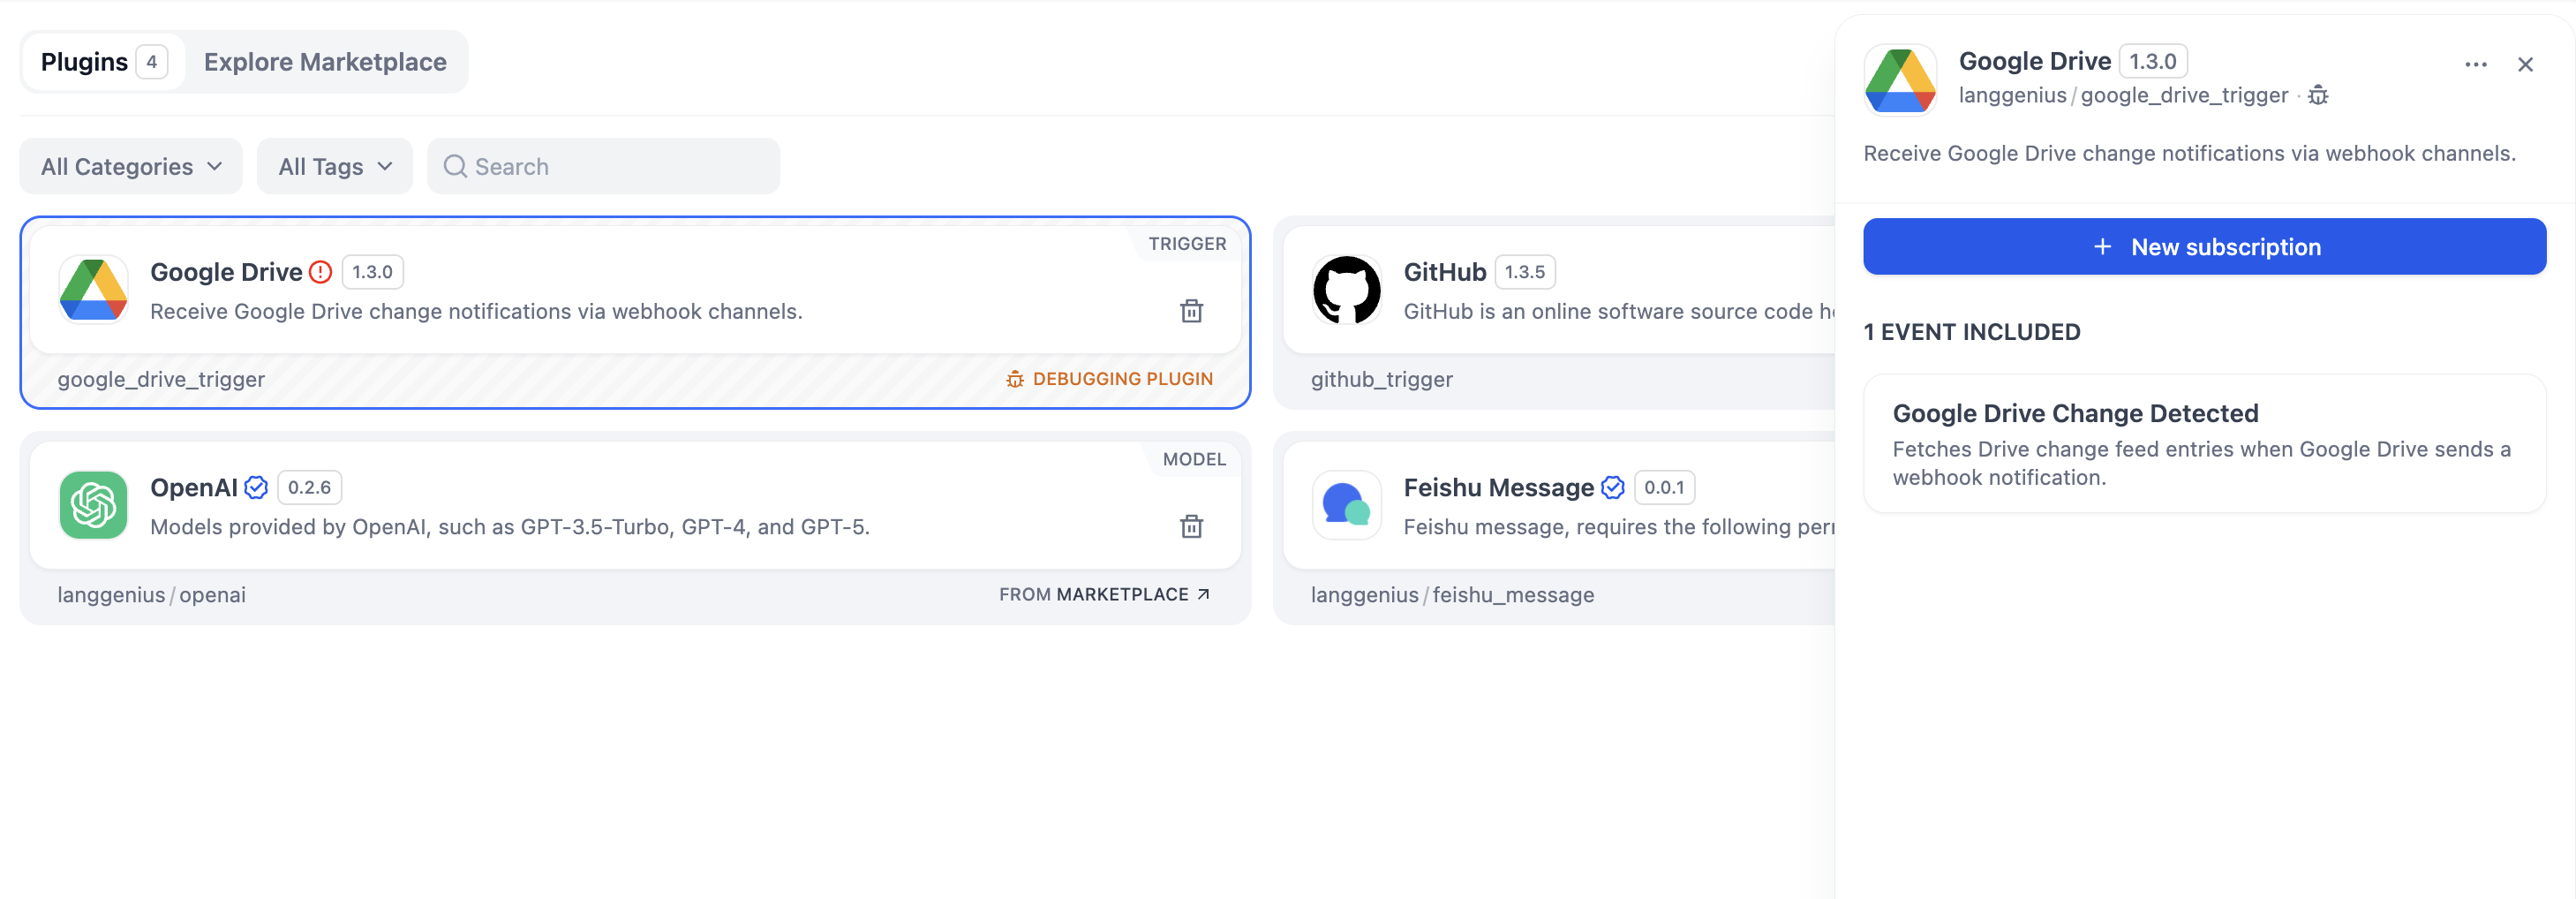 Plugins 4 Explore Marketplace
All Categories All Tags Search
TRIGGER
Google Drive 1.3.0
Receive Google Drive change notifications via webhook channels.
google_drive_trigger DEBUGGING PLUGIN
GitHub 1.3.5
GitHub is an online software source code
github_trigger
MODEL
OpenAI 0.2.6
Models provided by OpenAI, such as GPT-3.5-Turbo, GPT-4, and GPT-5.
langgenius/openai FROM MARKETPLACE
Feishu Message 0.0.1
Feishu message, requires the following
langgenius/feishu_message
Google Drive 1.3.0
langgenius/google_drive_trigger ·
Receive Google Drive change notifications via webhook channels.
+ New subscription
1 EVENT INCLUDED
Google Drive Change Detected
Fetches Drive change feed entries when Google Drive sends a
webhook notification.